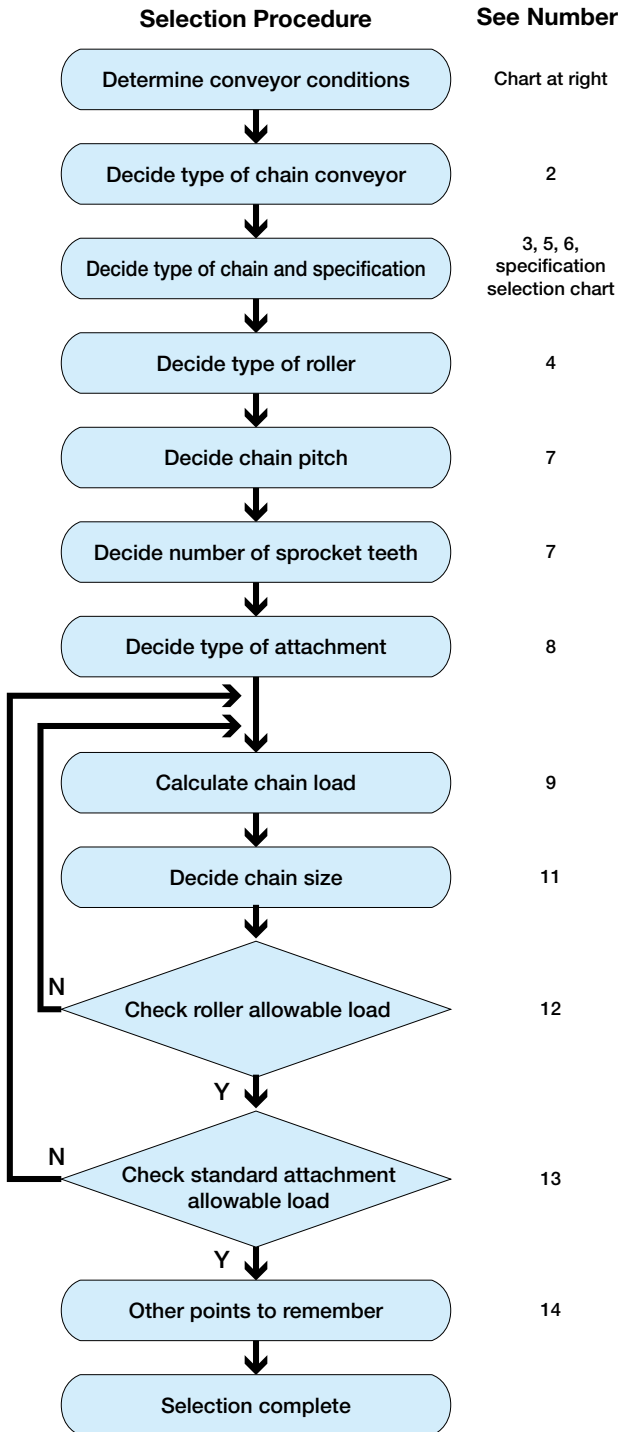 Selection Procedure
See Number
Determine conveyor conditions
Chart at right
Decide type of chain conveyor
2
Decide type of chain and specification
3, 5, 6,
specification
selection chart
Decide type of roller
4
Decide chain pitch
7
Decide number of sprocket teeth
7
Decide type of attachment
8
Calculate chain load
9
Decide chain size
11
N
Check roller allowable load
12
Y
N
Check standard attachment
allowable load
13
Y
Other points to remember
14
Selection complete